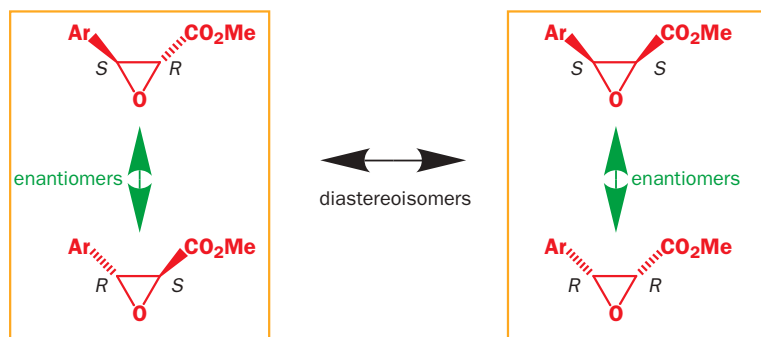 Ar CO2Me Ar CO2Me
S R S S
O O
enantiomers enantiomers
diastereoisomers
Ar CO2Me Ar CO2Me
R S R R
O O